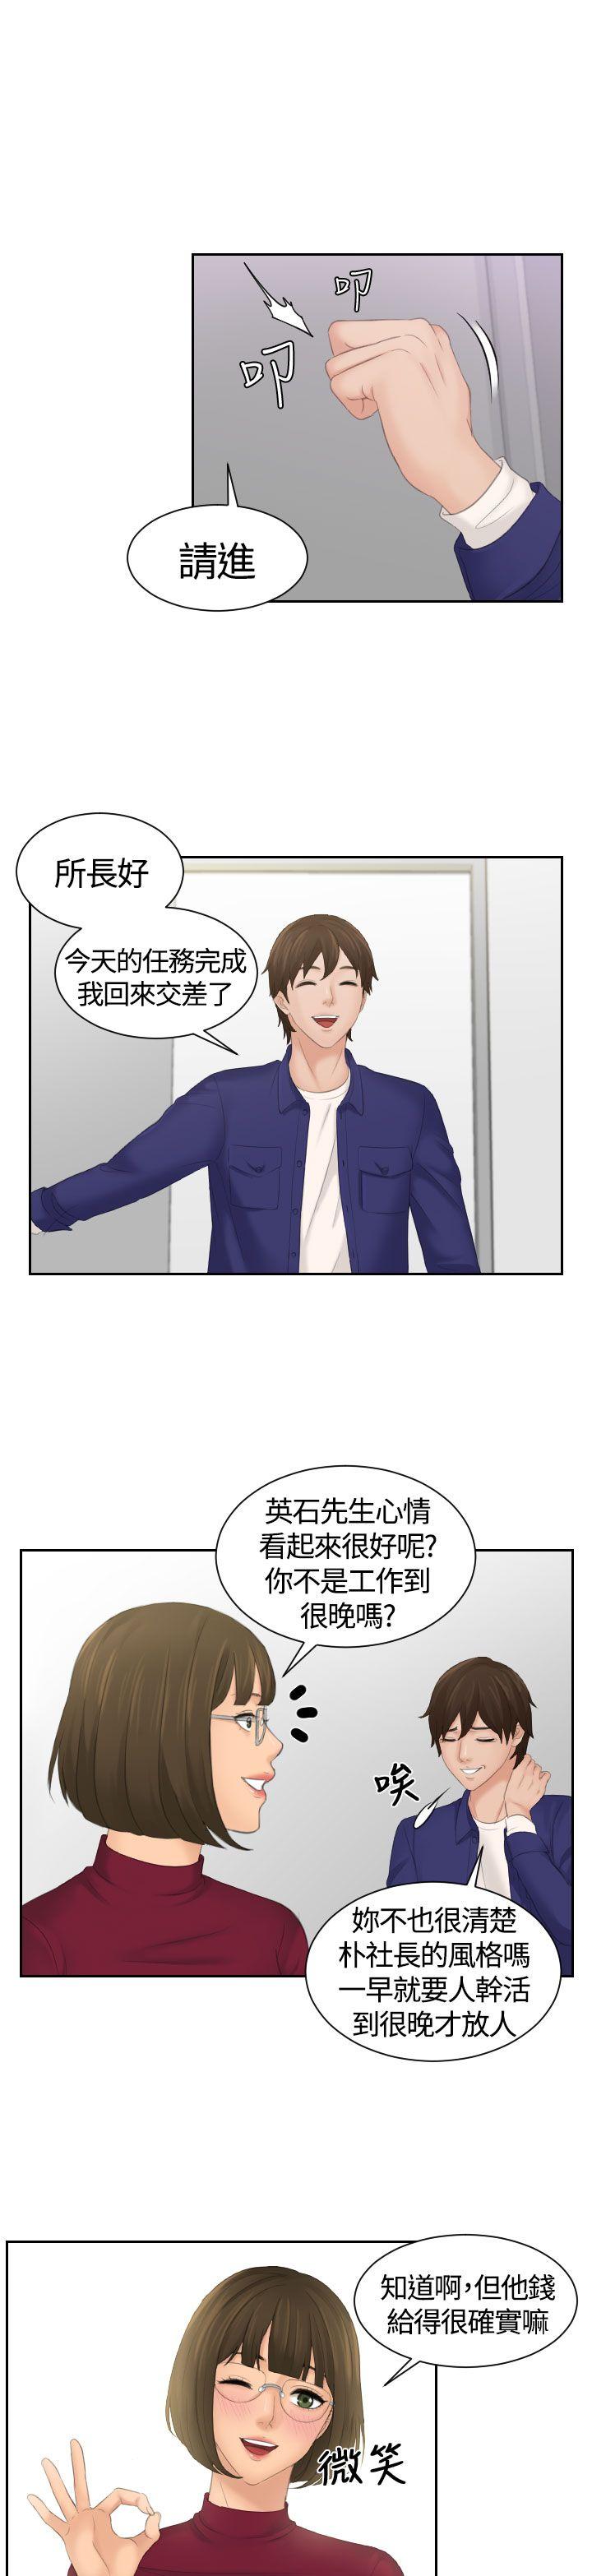 叩
叩
請進
所長好
今天的任務完成
我回來交差了
英石先生心情
看起來很好呢?
你不是工作到
很晚嗎?
唉
妳不也很清楚
朴社長的風格嗎
一早就要人幹活
到很晚才放人
知道啊,但他錢
給得很確實嘛
微笑